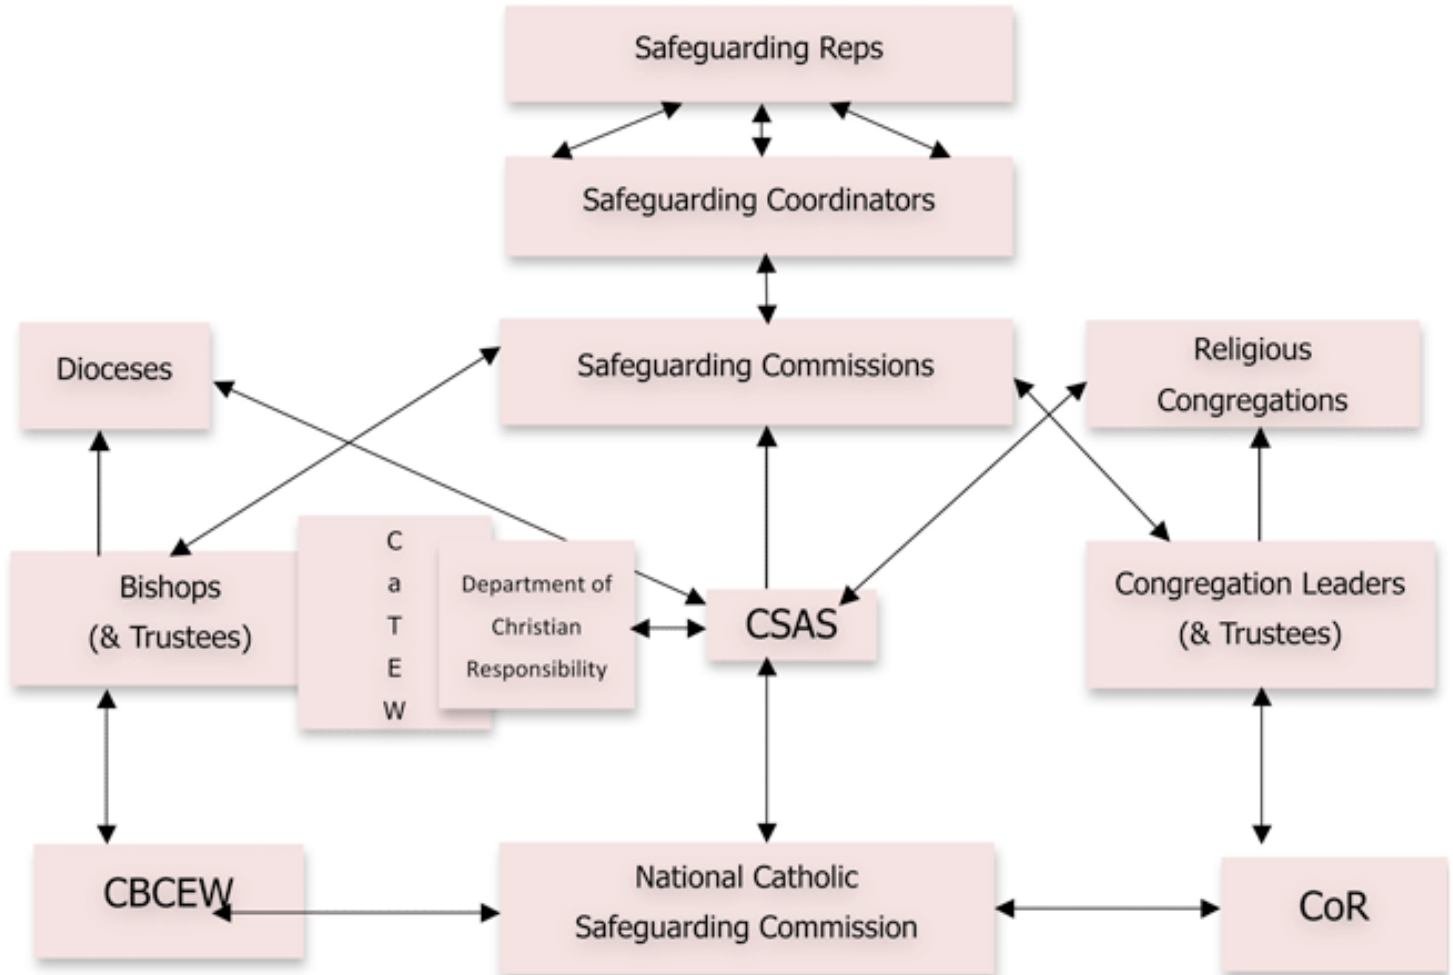 Safeguarding Reps
Safeguarding Coordinators
Dioceses
Safeguarding Commissions
Religious
Congregations
Bishops
(& Trustees)
C
a
T
E
W
Department of
Christian
Responsibility
CSAS
Congregation Leaders
(& Trustees)
CBCEW
National Catholic
Safeguarding Commission
CoR